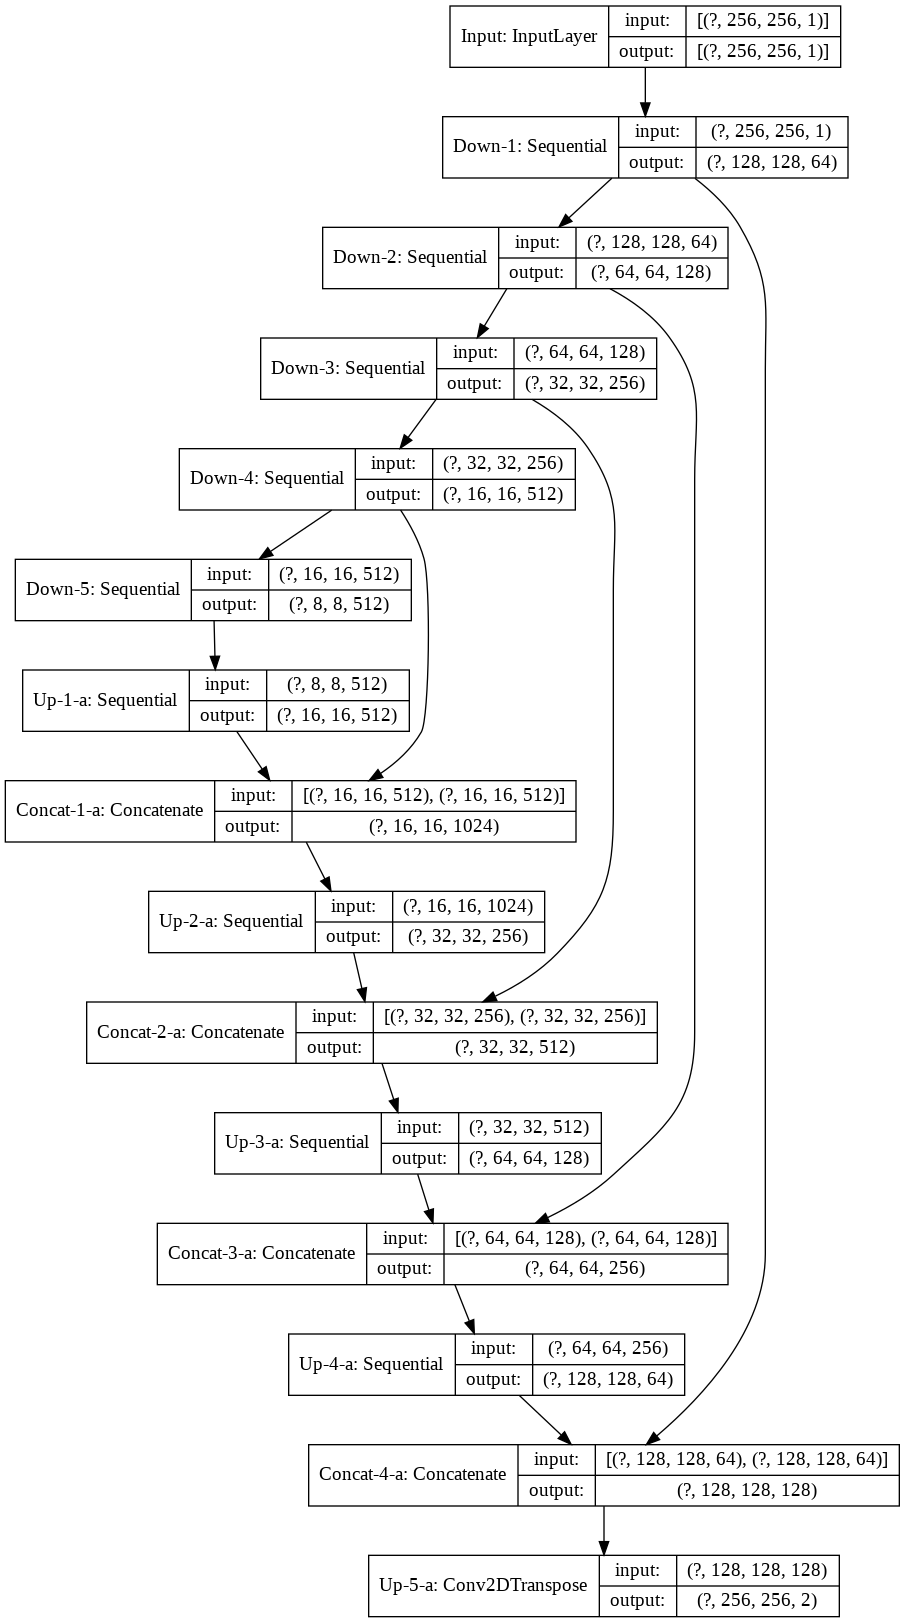 Input: InputLayer
input: [(?, 256, 256, 1)]
output: [(?, 256, 256, 1)]
Down-1: Sequential
input: (?, 256, 256, 1)
output: (?, 128, 128, 64)
Down-2: Sequential
input: (?, 128, 128, 64)
output: (?, 64, 64, 128)
Down-3: Sequential
input: (?, 64, 64, 128)
output: (?, 32, 32, 256)
Down-4: Sequential
input: (?, 32, 32, 256)
output: (?, 16, 16, 512)
Down-5: Sequential
input: (?, 16, 16, 512)
output: (?, 8, 8, 512)
Up-1-a: Sequential
input: (?, 8, 8, 512)
output: (?, 16, 16, 512)
Concat-1-a: Concatenate
input: [(?, 16, 16, 512), (?, 16, 16, 512)]
output: (?, 16, 16, 1024)
Up-2-a: Sequential
input: (?, 16, 16, 1024)
output: (?, 32, 32, 256)
Concat-2-a: Concatenate
input: [(?, 32, 32, 256), (?, 32, 32, 256)]
output: (?, 32, 32, 512)
Up-3-a: Sequential
input: (?, 32, 32, 512)
output: (?, 64, 64, 128)
Concat-3-a: Concatenate
input: [(?, 64, 64, 128), (?, 64, 64, 128)]
output: (?, 64, 64, 256)
Up-4-a: Sequential
input: (?, 64, 64, 256)
output: (?, 128, 128, 64)
Concat-4-a: Concatenate
input: [(?, 128, 128, 64), (?, 128, 128, 64)]
output: (?, 128, 128, 128)
Up-5-a: Conv2DTranspose
input: (?, 128, 128, 128)
output: (?, 256, 256, 2)